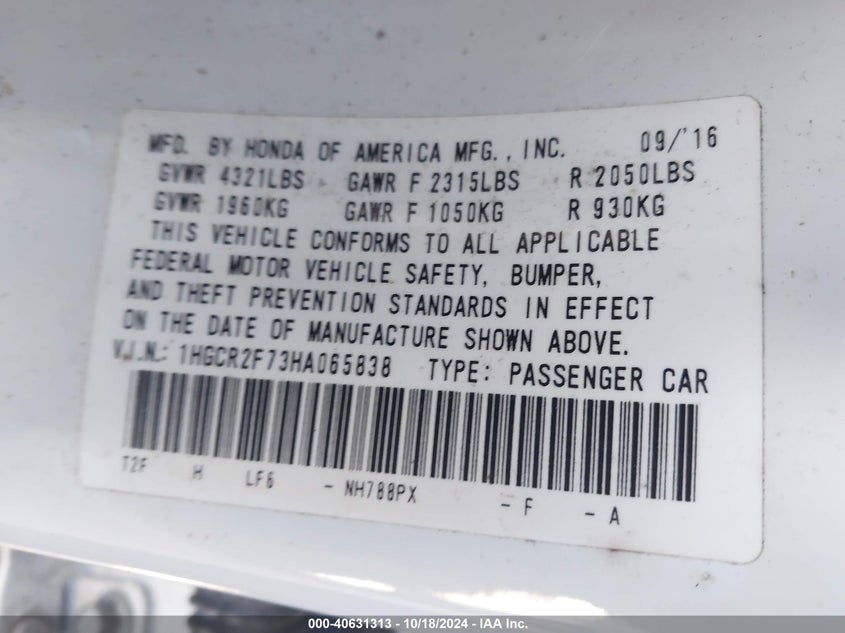 MFD. BY HONDA OF AMERICA MFG., INC. 09/'16
GVWR 4321LBS GAWR F 2315LBS R 2050LBS
GVWR 1960KG GAWR F 1050KG R 930KG
THIS VEHICLE CONFORMS TO ALL APPLICABLE
FEDERAL MOTOR VEHICLE SAFETY, BUMPER,
AND THEFT PREVENTION STANDARDS IN EFFECT
ON THE DATE OF MANUFACTURE SHOWN ABOVE.
V.I.N.: 1HGCR2F73HA065838 TYPE: PASSENGER CAR
T2F H LF6 - NH788PX - F - A
000-40631313 - 10/18/2024 - IAA Inc.